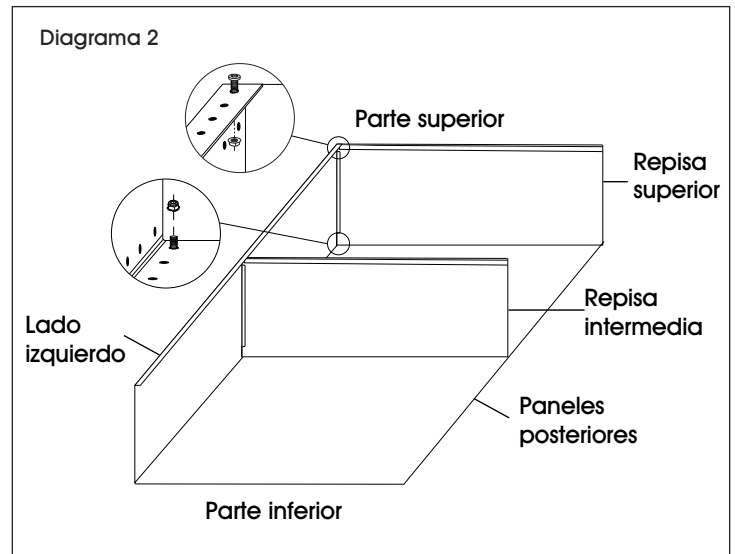 Diagrama 2
Parte superior
Repisa
superior
Repisa
intermedia
Lado
izquierdo
Paneles
posteriores
Parte inferior